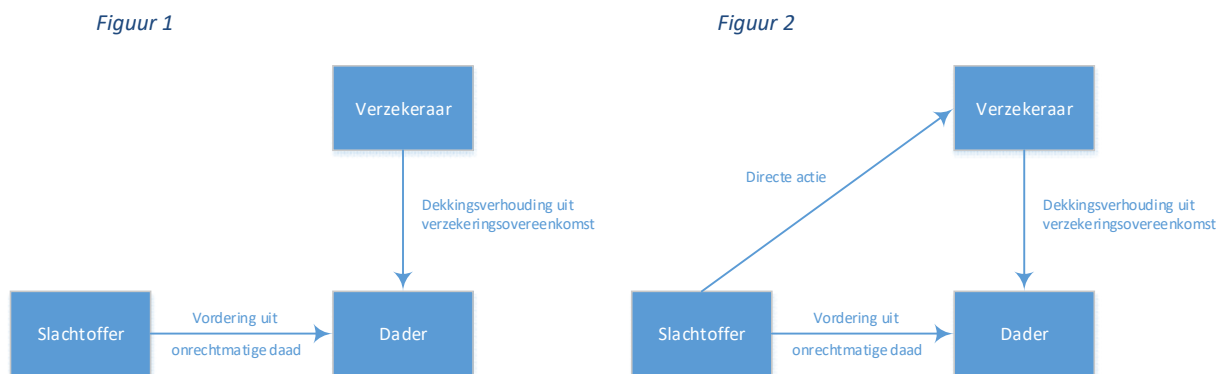 Figuur 1
Verzekeraar
Dekkingsverhouding uit
verzekeringsovereenkomst
Slachtoffer
Vordering uit
onrechtmatige daad
Dader
Figuur 2
Verzekeraar
Directe actie
Dekkingsverhouding uit
verzekeringsovereenkomst
Slachtoffer
Vordering uit
onrechtmatige daad
Dader